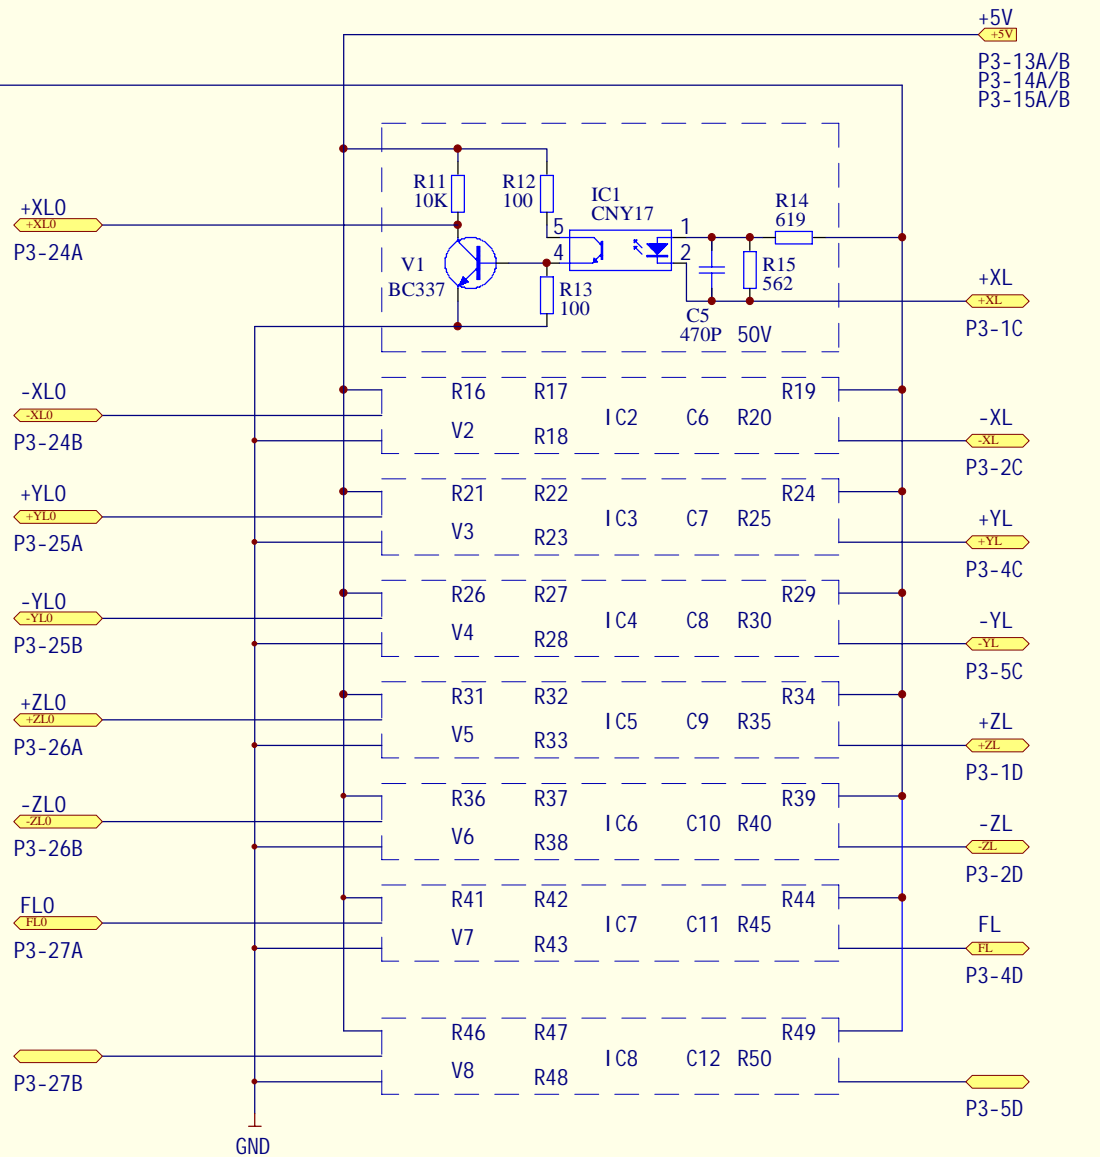 +5V
+5V
P3-13A/B
P3-14A/B
P3-15A/B
+XLO
+XL0
P3-24A
R11
10K
R12
100
IC1
CNY17
5
4
1
2
R14
619
V1
BC337
R13
100
R15
562
C5
470P
50V
+XL
+XL
P3-1C
-XLO
-XL0
P3-24B
R16
R17
R19
V2
R18
IC2
C6
R20
-XL
-XL
P3-2C
+YLO
+YL0
P3-25A
R21
R22
R24
V3
R23
IC3
C7
R25
+YL
+YL
P3-4C
-YLO
-YL0
P3-25B
R26
R27
R29
V4
R28
IC4
C8
R30
-YL
-YL
P3-5C
+ZLO
+ZL0
P3-26A
R31
R32
R34
V5
R33
IC5
C9
R35
+ZL
+ZL
P3-1D
-ZLO
-ZL0
P3-26B
R36
R37
R39
V6
R38
IC6
C10
R40
-ZL
-ZL
P3-2D
FLO
FL0
P3-27A
R41
R42
R44
V7
R43
IC7
C11
R45
FL
FL
P3-4D
P3-27B
R46
R47
R49
V8
R48
IC8
C12
R50
P3-5D
GND